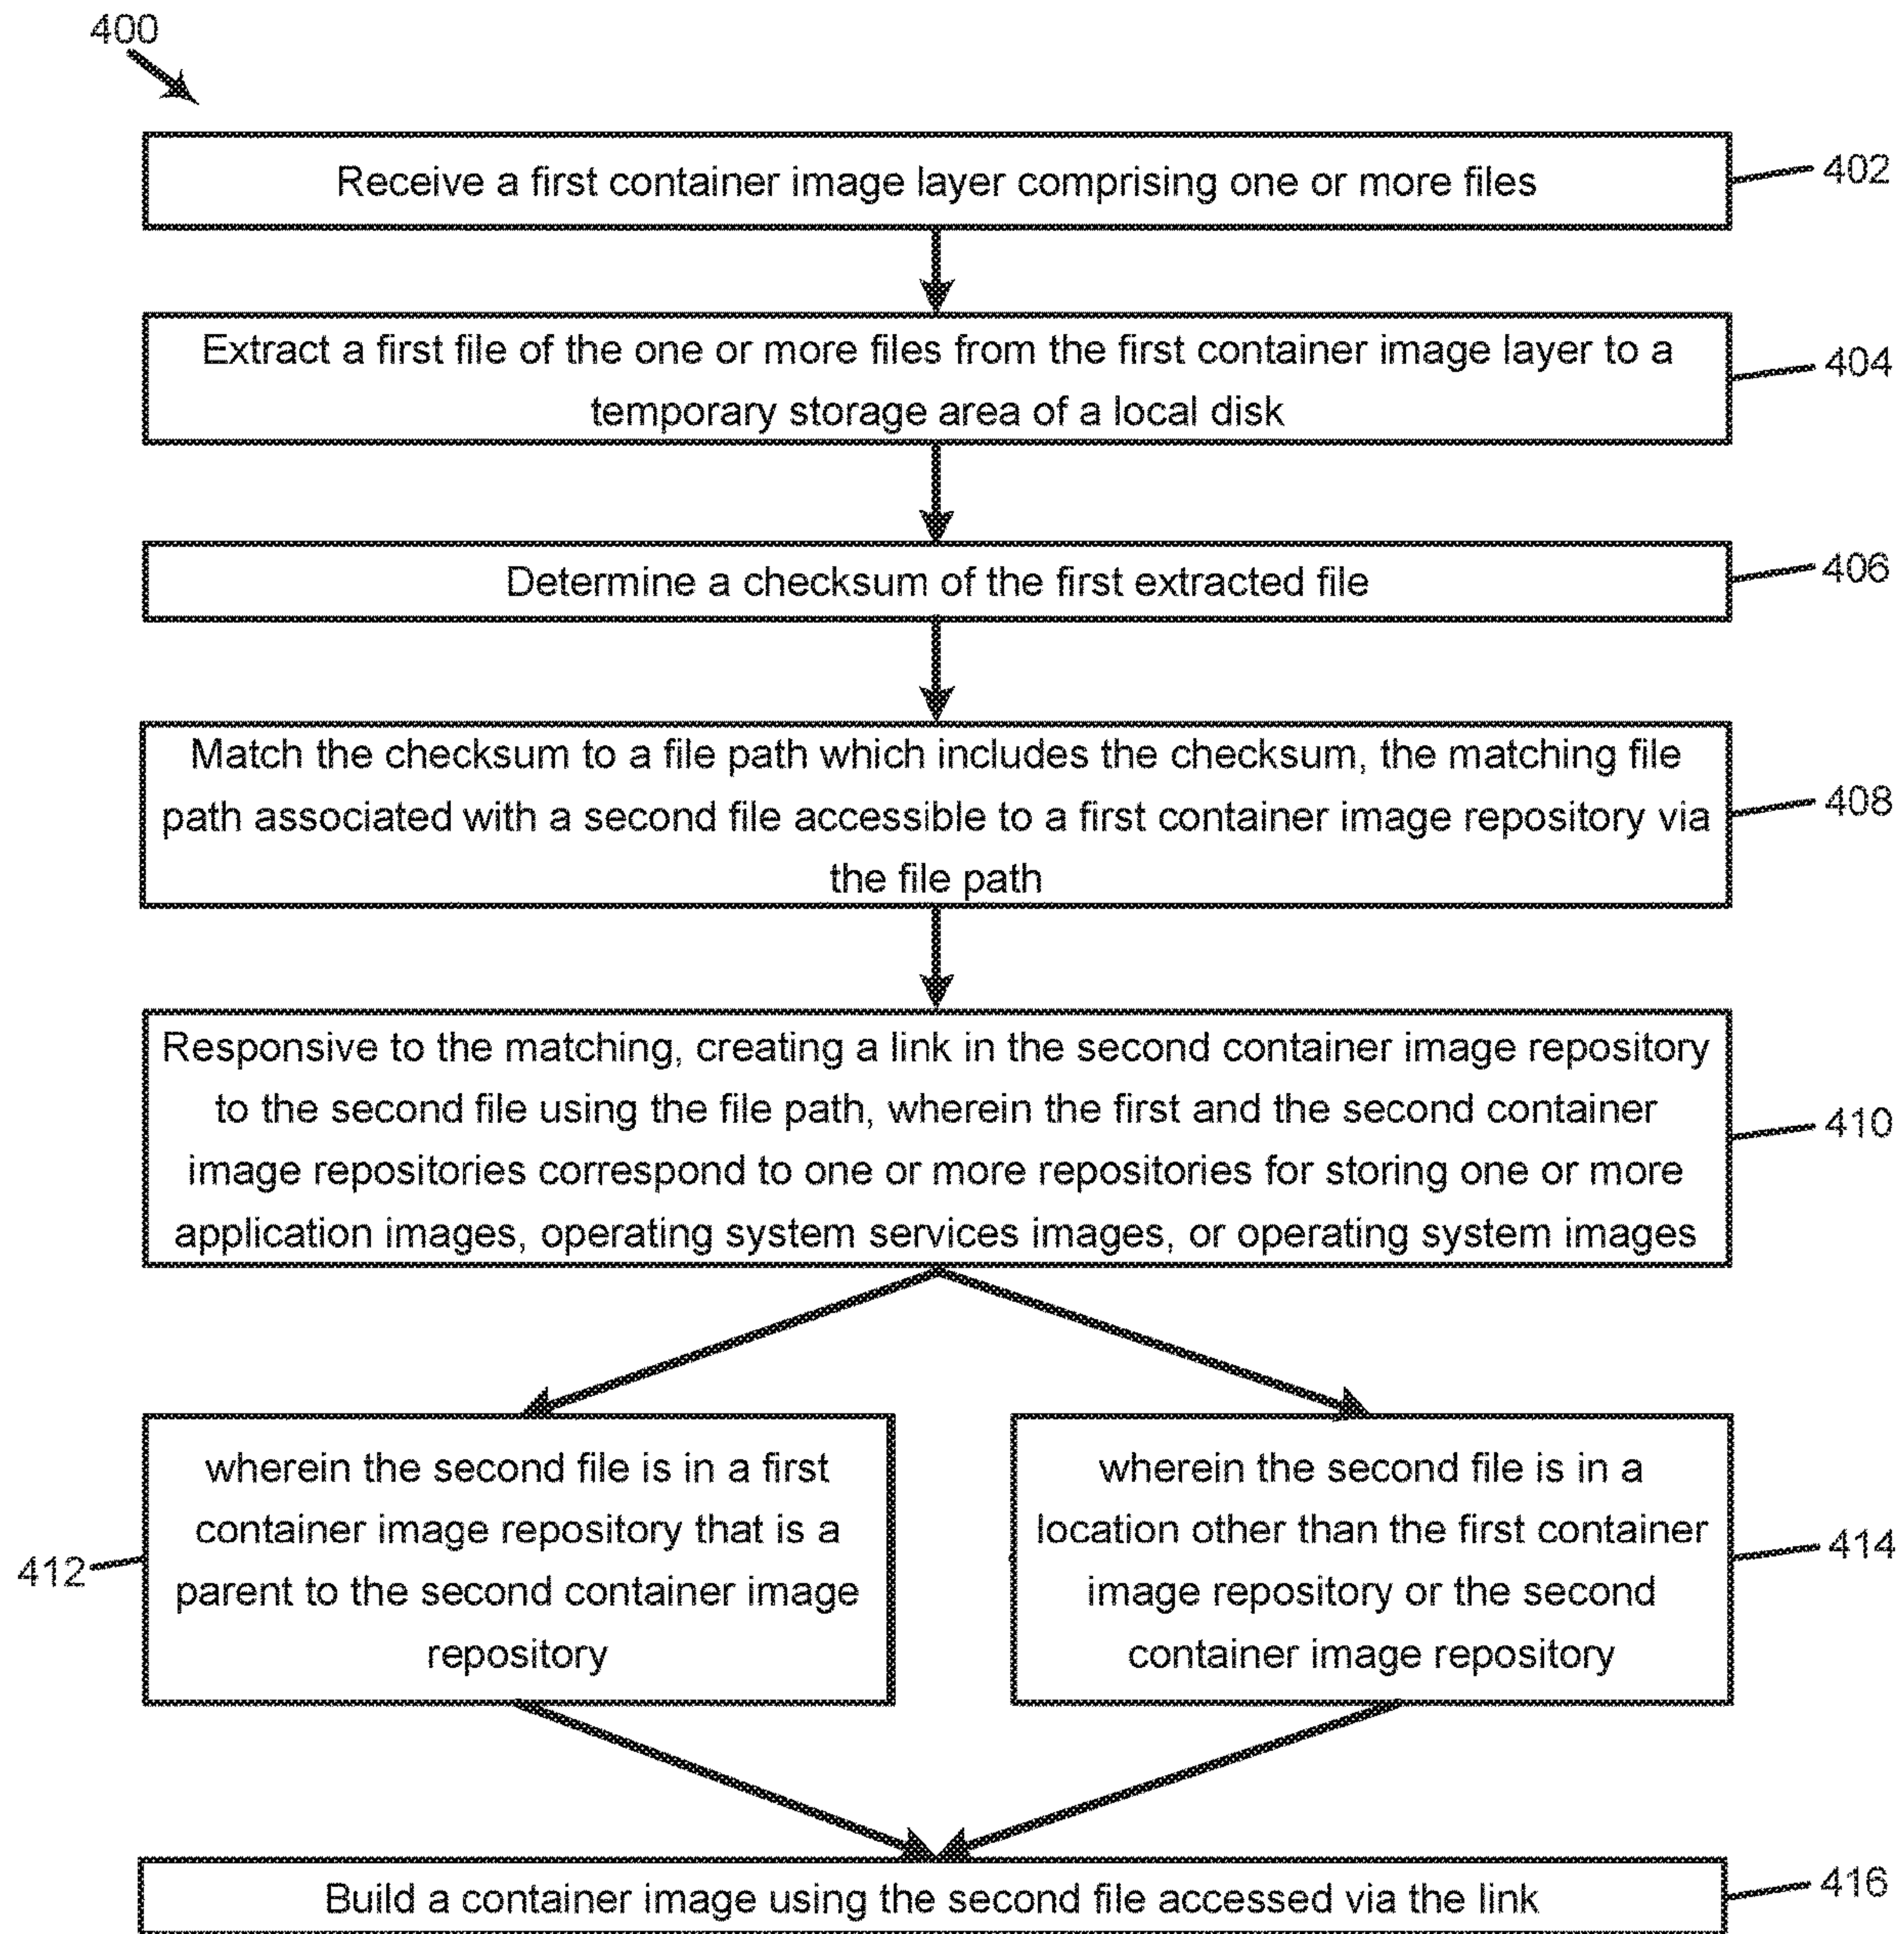 400
Receive a first container image layer comprising one or more files
402
Extract a first file of the one or more files from the first container image layer to a
temporary storage area of a local disk
404
Determine a checksum of the first extracted file
406
Match the checksum to a file path which includes the checksum, the matching file
path associated with a second file accessible to a first container image repository via
the file path
408
Responsive to the matching, creating a link in the second container image repository
to the second file using the file path, wherein the first and the second container
image repositories correspond to one or more repositories for storing one or more
application images, operating system services images, or operating system images
410
wherein the second file is in a first
container image repository that is a
parent to the second container image
repository
412
wherein the second file is in a
location other than the first container
image repository or the second
container image repository
414
Build a container image using the second file accessed via the link
416